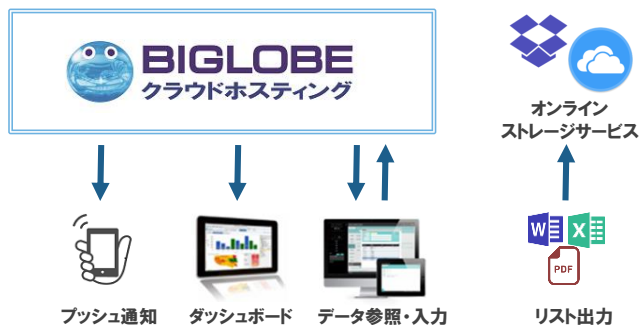 BIGLOBE
クラウドホスティング
オンライン
ストレージサービス
W
X
PDF
プッシュ通知
ダッシュボード
データ参照・入力
リスト出力